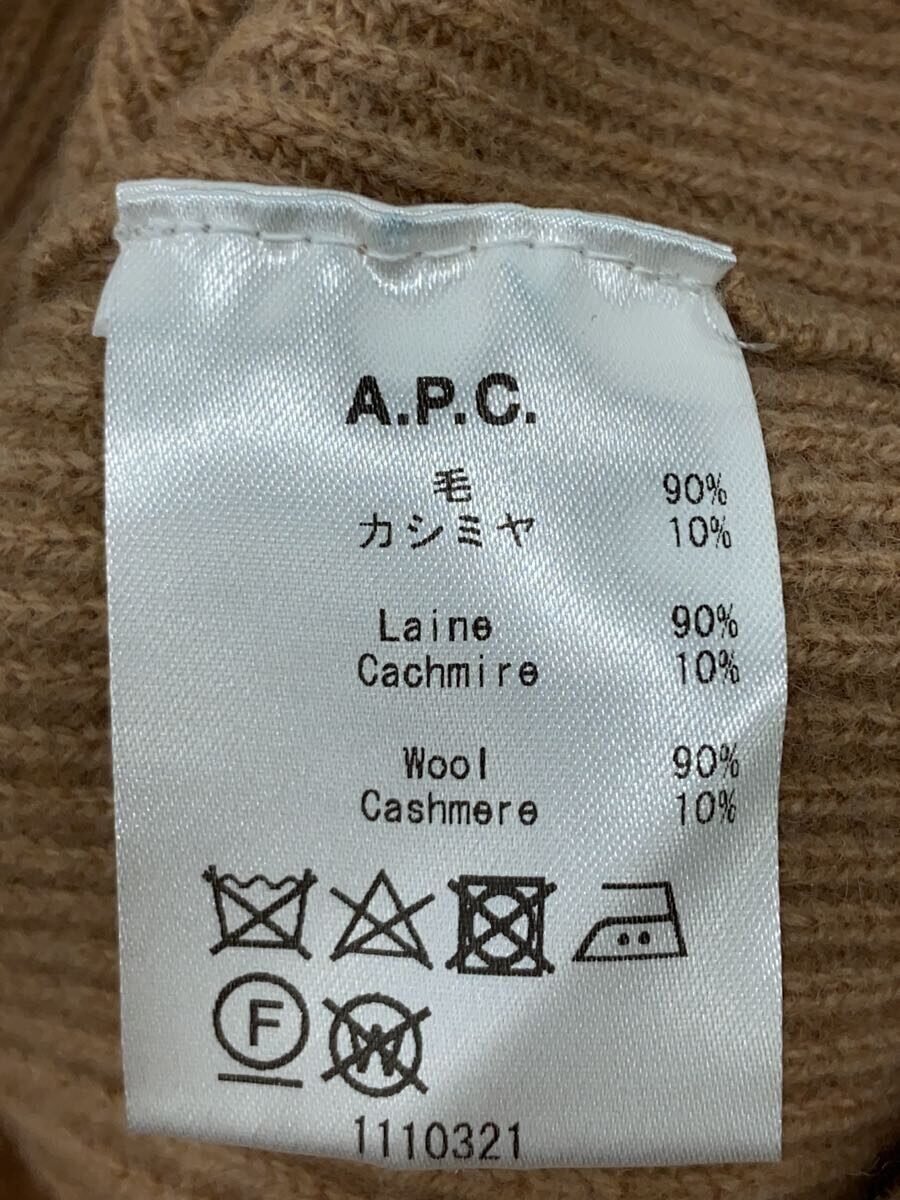 A.P.C.
毛 90%
カシミヤ 10%
Laine 90%
Cachmire 10%
Wool 90%
Cashmere 10%
F
W
1110321